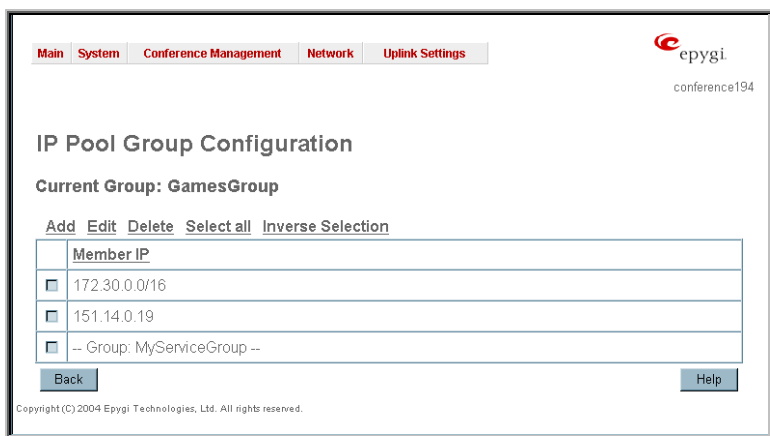 Main System Conference Management Network Uplink Settings
epygi
conference194
IP Pool Group Configuration
Current Group: GamesGroup
Add Edit Delete Select all Inverse Selection
Member IP
172.30.0.0/16
151.14.0.19
-- Group: MyServiceGroup --
Back Help
Copyright (C) 2004 Epygi Technologies, Ltd. All rights reserved.